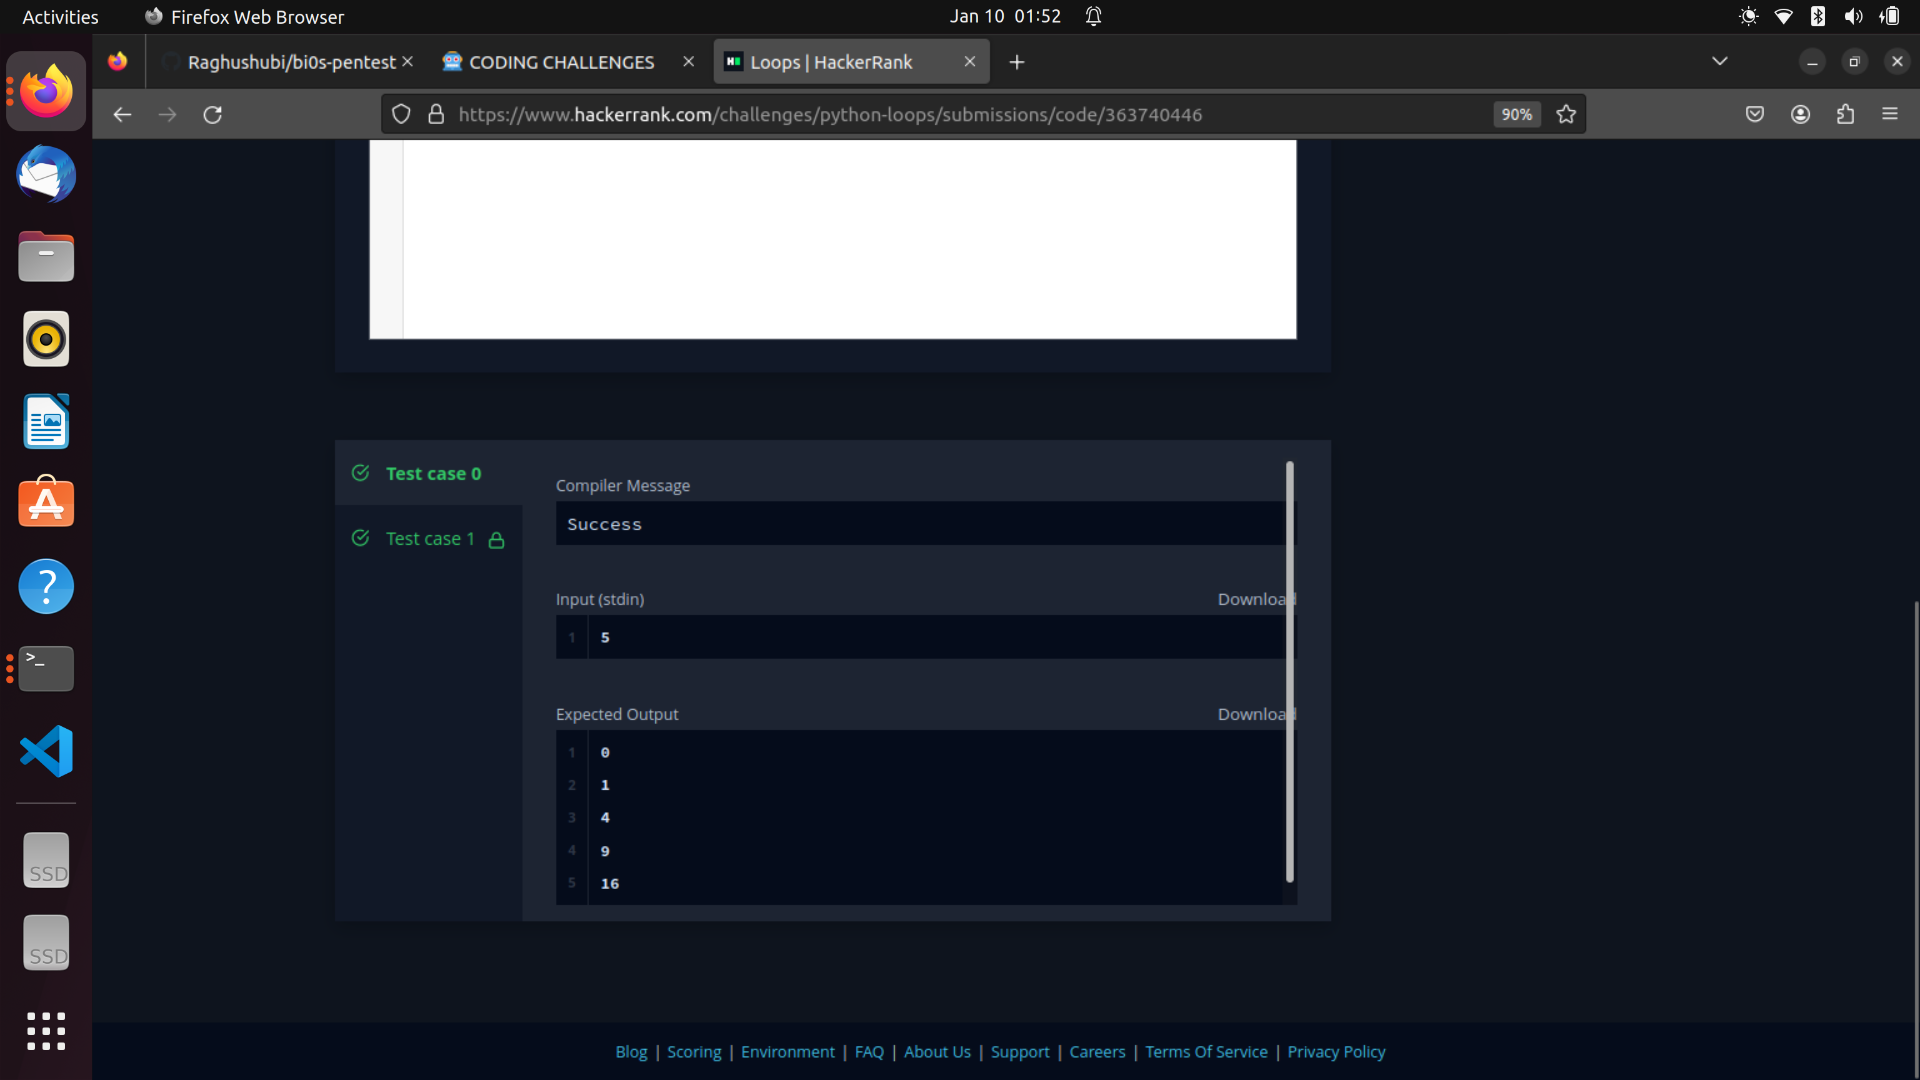 Activities
Firefox Web Browser
Jan 10 01:52
Raghushubi/bi0s-pentest
CODING CHALLENGES
Loops | HackerRank
https://www.hackerrank.com/challenges/python-loops/submissions/code/363740446
90%
Test case 0
Test case 1
Compiler Message
Success
Input (stdin)
Download
1 5
Expected Output
Download
1 0
2 1
3 4
4 9
5 16
SSD
SSD
Blog | Scoring | Environment | FAQ | About Us | Support | Careers | Terms Of Service | Privacy Policy